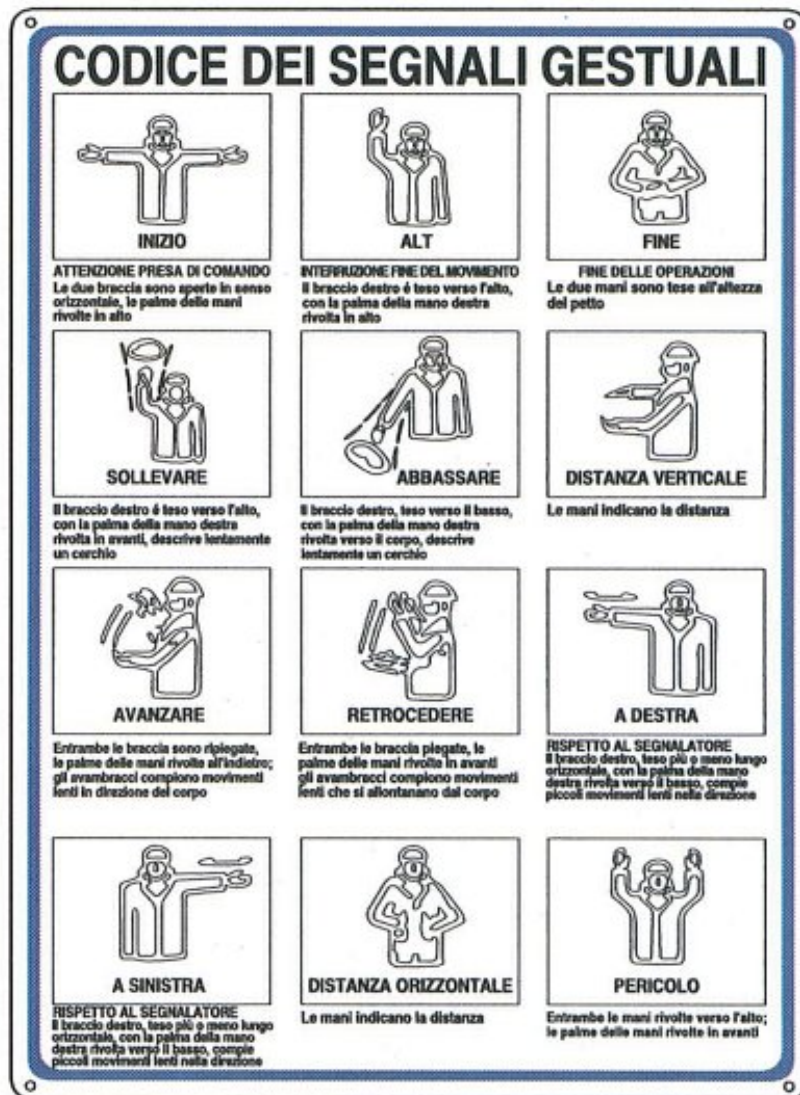 CODICE DEI SEGNALI GESTUALI
INIZIO
ATTENZIONE PRESA DI COMANDO
Le due braccia sono aperte in senso
orizzontale, le palme delle mani
rivolte in alto
ALT
INTERRUZIONE FINE DEL MOVIMENTO
Il braccio destro é teso verso l'alto,
con la palma della mano destra
rivolta in alto
FINE
FINE DELLE OPERAZIONI
Le due mani sono tese all'altezza
del petto
SOLLEVARE
Il braccio destro é teso verso l'alto,
con la palma della mano destra
rivolta in avanti, descrive lentamente
un cerchio
ABBASSARE
Il braccio destro, teso verso il basso,
con la palma della mano destra
rivolta verso il corpo, descrive
lentamente un cerchio
DISTANZA VERTICALE
Le mani indicano la distanza
AVANZARE
Entrambe le braccia sono ripiegate,
le palme delle mani rivolte all'indietro;
gli avambracci compiono movimenti
lenti in direzione del corpo
RETROCEDERE
Entrambe le braccia piegate, le
palme delle mani rivolte in avanti
gli avambracci compiono movimenti
lenti che si allontanano dal corpo
A DESTRA
RISPETTO AL SEGNALATORE
Il braccio destro, teso più o meno lungo
orizzontale, con la palma della mano
destra rivolta verso il basso, compie
piccoli movimenti lenti nella direzione
A SINISTRA
RISPETTO AL SEGNALATORE
Il braccio destro, teso più o meno lungo
orizzontale, con la palma della mano
destra rivolta verso il basso, compie
piccoli movimenti lenti nella direzione
DISTANZA ORIZZONTALE
Le mani indicano la distanza
PERICOLO
Entrambe le mani rivolte verso l'alto;
le palme delle mani rivolte in avanti